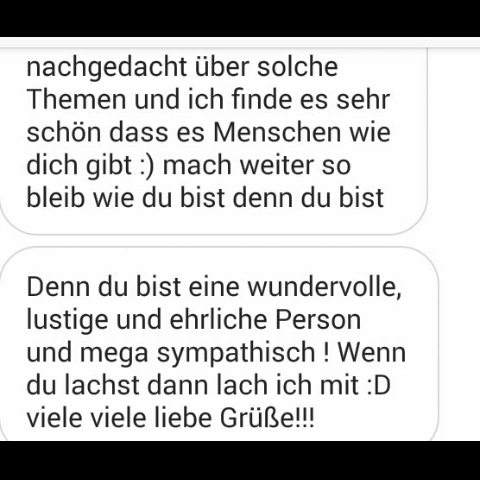 nachgedacht über solche
Themen und ich finde es sehr
schön dass es Menschen wie
dich gibt :) mach weiter so
bleib wie du bist denn du bist
Denn du bist eine wundervolle,
lustige und ehrliche Person
und mega sympathisch ! Wenn
du lachst dann lach ich mit :D
viele viele liebe Grüße!!!